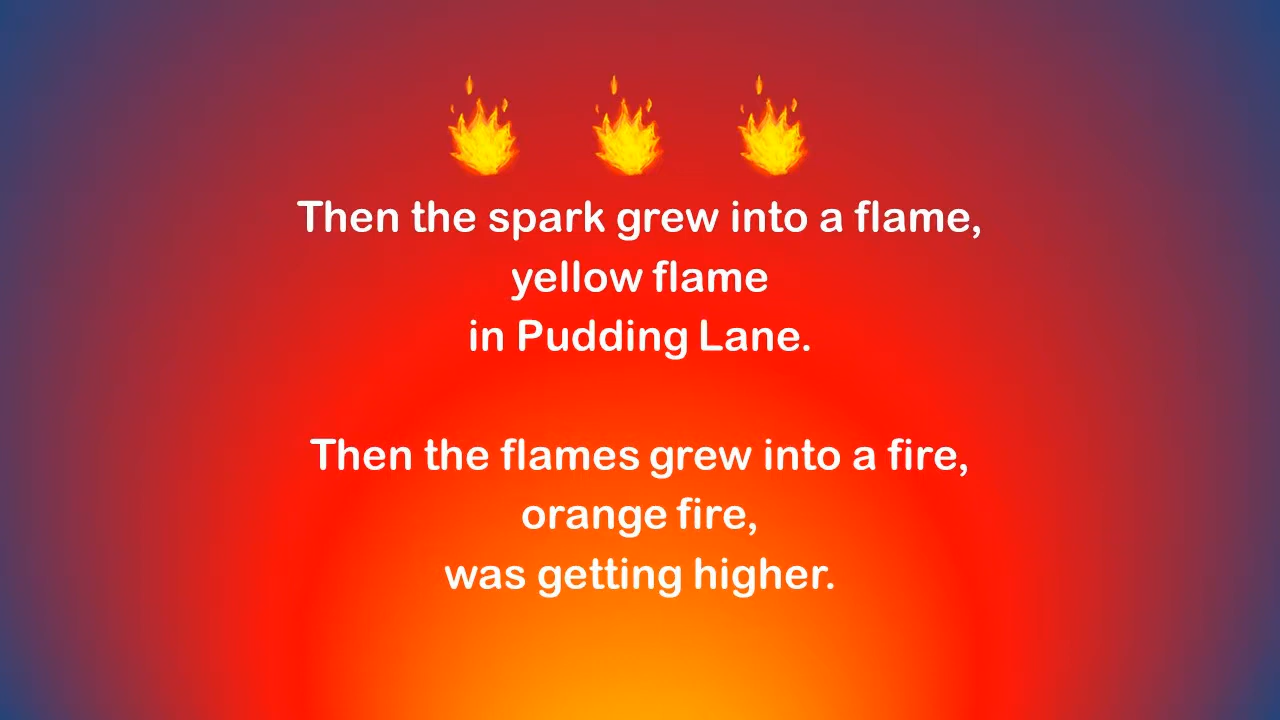 Then the spark grew into a flame,
yellow flame
in Pudding Lane.
Then the flames grew into a fire,
orange fire,
was getting higher.